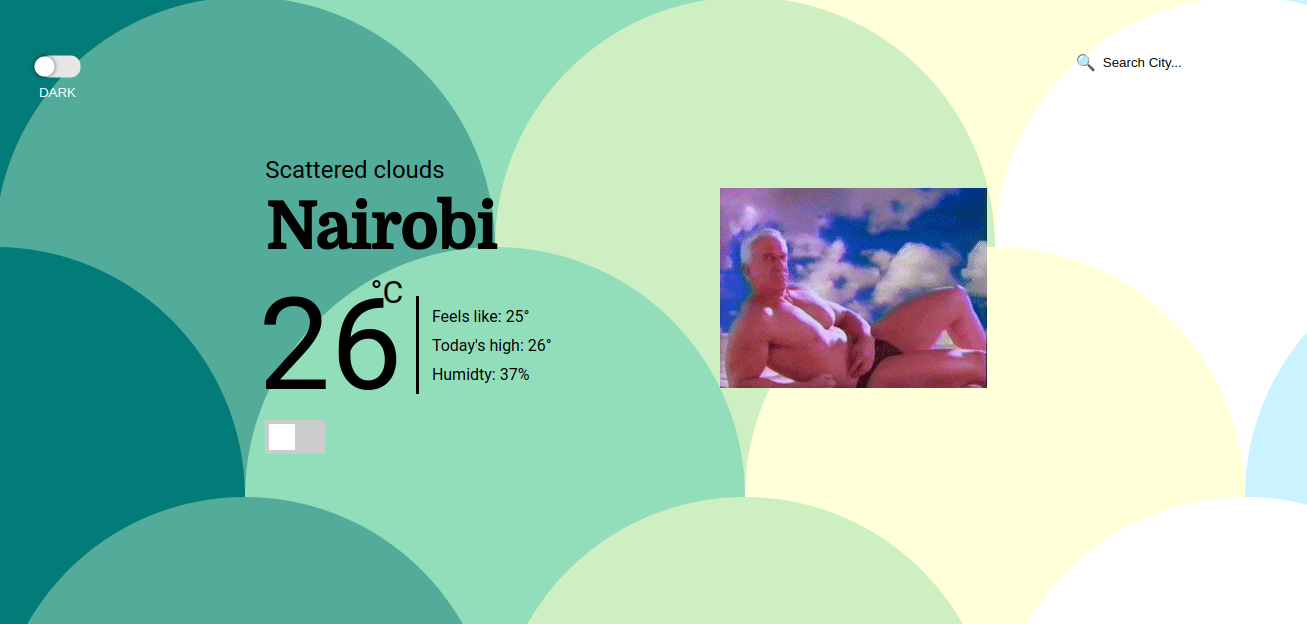 DARK
🔍 Search City...
Scattered clouds
Nairobi
26°C
Feels like: 25°
Today's high: 26°
Humidty: 37%